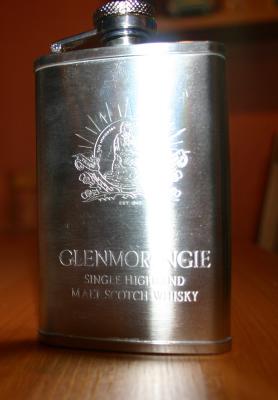 GLENMORANGIE
SINGLE HIGHLAND
MALT SCOTCH WHISKY